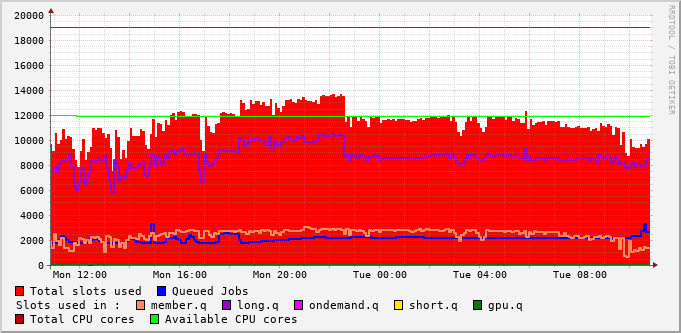 RRDTOOL / TOBI OETIKER
20000
18000
16000
14000
12000
10000
8000
6000
4000
2000
0
Mon 12:00 Mon 16:00 Mon 20:00 Tue 00:00 Tue 04:00 Tue 08:00
Total slots used Queued Jobs
Slots used in : member.q long.q ondemand.q short.q gpu.q
Total CPU cores Available CPU cores